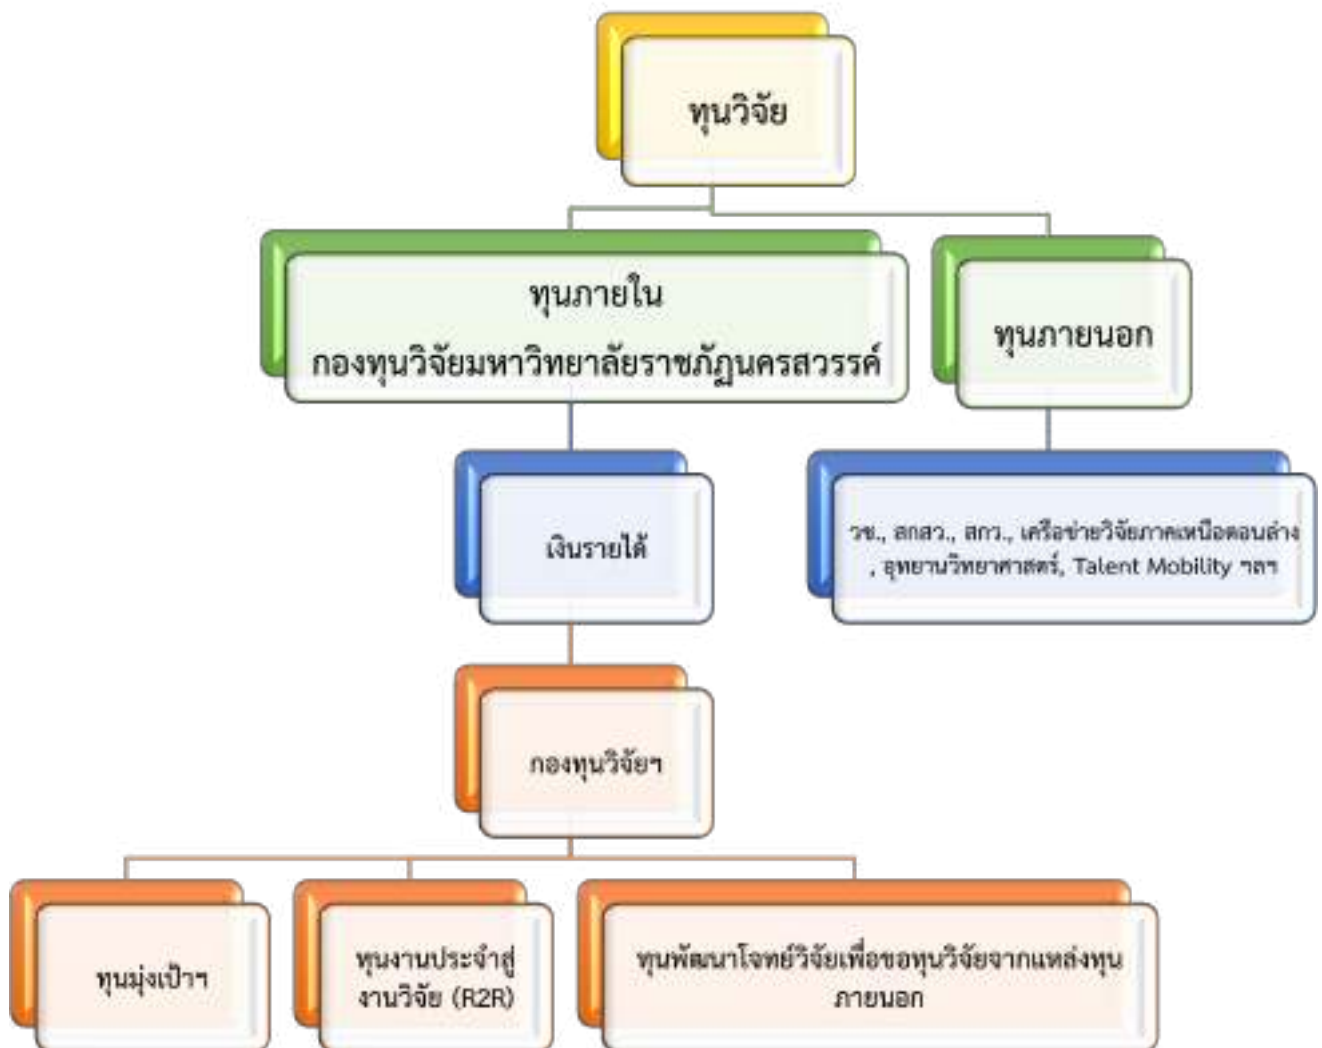 ทุนวิจัย
ทุนภายใน
กองทุนวิจัยมหาวิทยาลัยราชภัฏนครสวรรค์
ทุนภายนอก
เงินรายได้
วช., สกสว., สกว., เครือข่ายวิจัยภาคเหนือตอนล่าง
, อุทยานวิทยาศาสตร์, Talent Mobility ฯลฯ
กองทุนวิจัยฯ
ทุนมุ่งเป้าฯ
ทุนงานประจำสู่
งานวิจัย (R2R)
ทุนพัฒนาโจทย์วิจัยเพื่อขอทุนวิจัยจากแหล่งทุน
ภายนอก